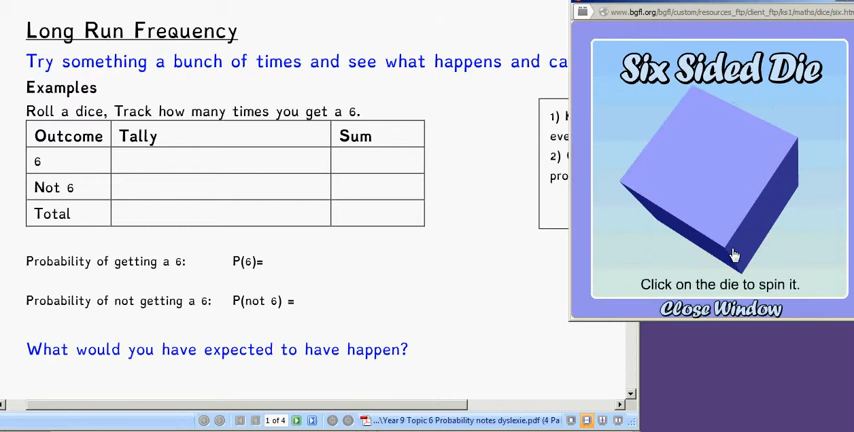 Long Run Frequency
Try something a bunch of times and see what happens and ca
Examples
Roll a dice, Track how many times you get a 6.
Outcome Tally Sum
6
Not 6
Total
Probability of getting a 6: P(6)=
Probability of not getting a 6: P(not 6) =
What would you have expected to have happen?
1)
eve
2)
pro
www.bgfl.org/bgfl/custom/resources_ftp/client_ftp/ks1/maths/dice/six.htm
Six Sided Die
Click on the die to spin it.
Close Window
1 of 4
...\Year 9 Topic 6 Probability notes dyslexie.pdf (4 Pa